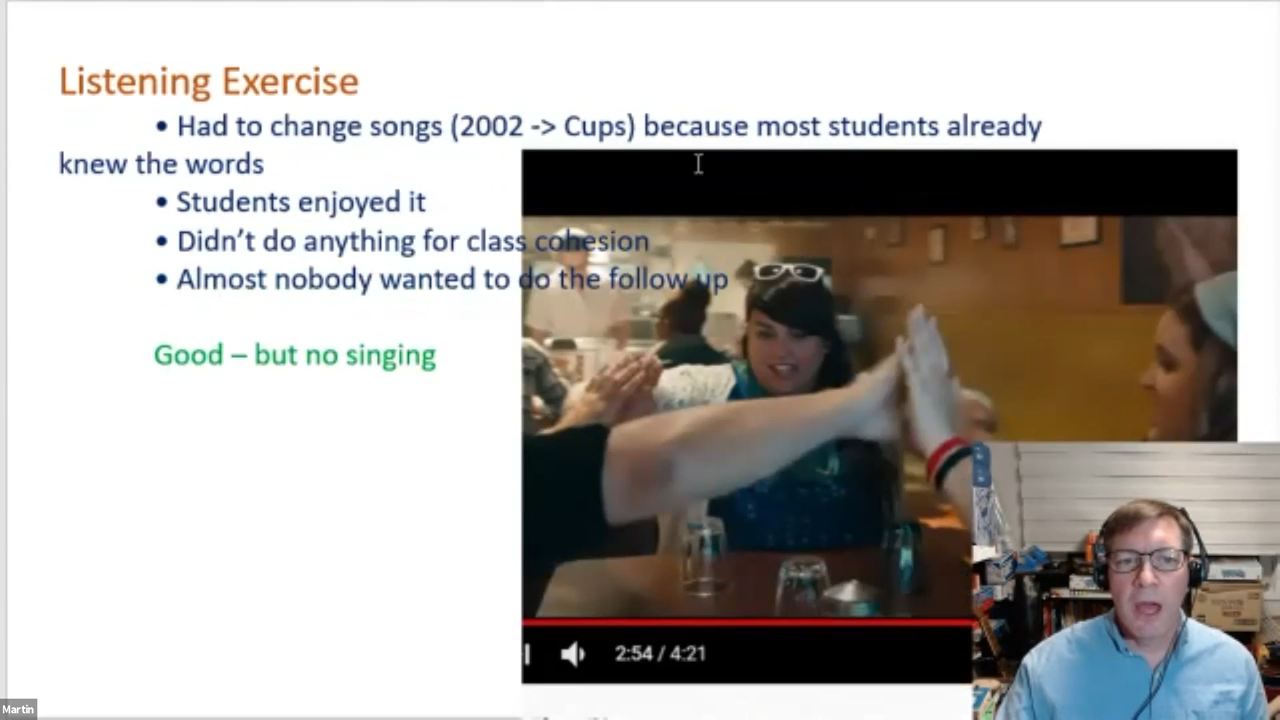 Listening Exercise
• Had to change songs (2002 -> Cups) because most students already
knew the words
• Students enjoyed it
• Didn't do anything for class cohesion
• Almost nobody wanted to do the follow up
Good – but no singing
2:54 / 4:21
Martin